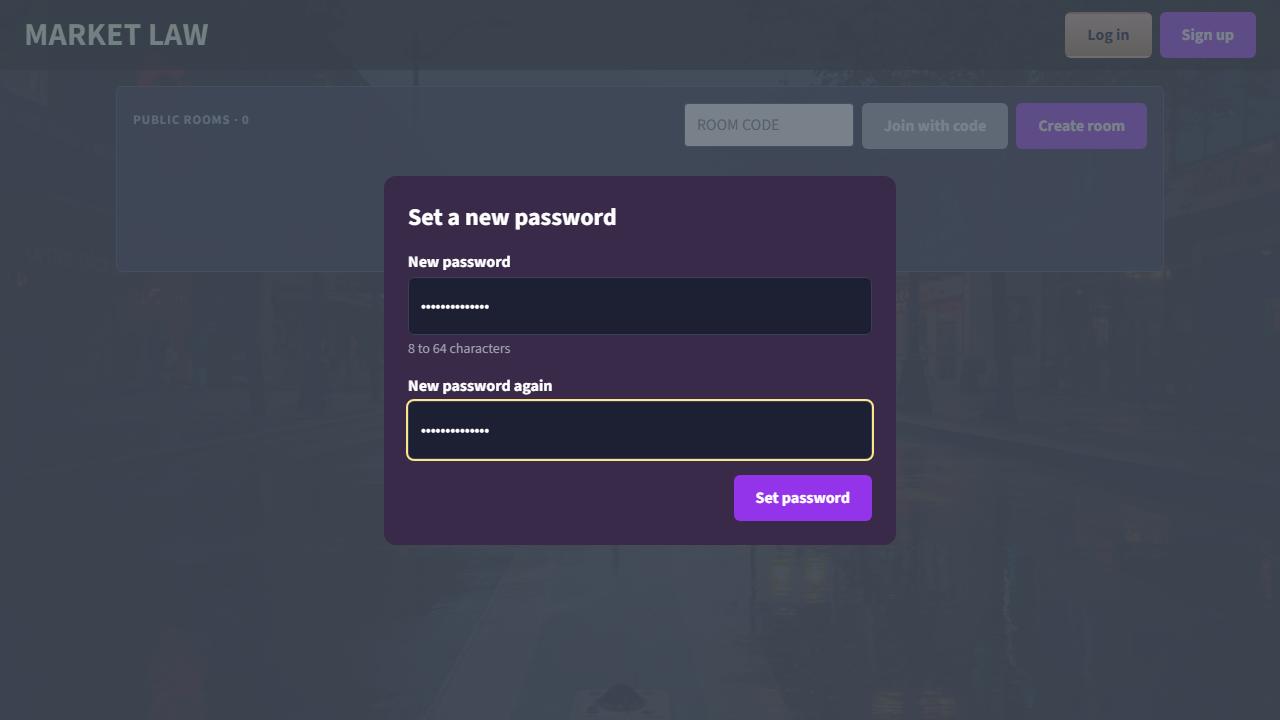 MARKET LAW
Log in
Sign up
PUBLIC ROOMS · 0
ROOM CODE
Join with code
Create room
Set a new password
New password
••••••••••••••
8 to 64 characters
New password again
••••••••••••••
Set password